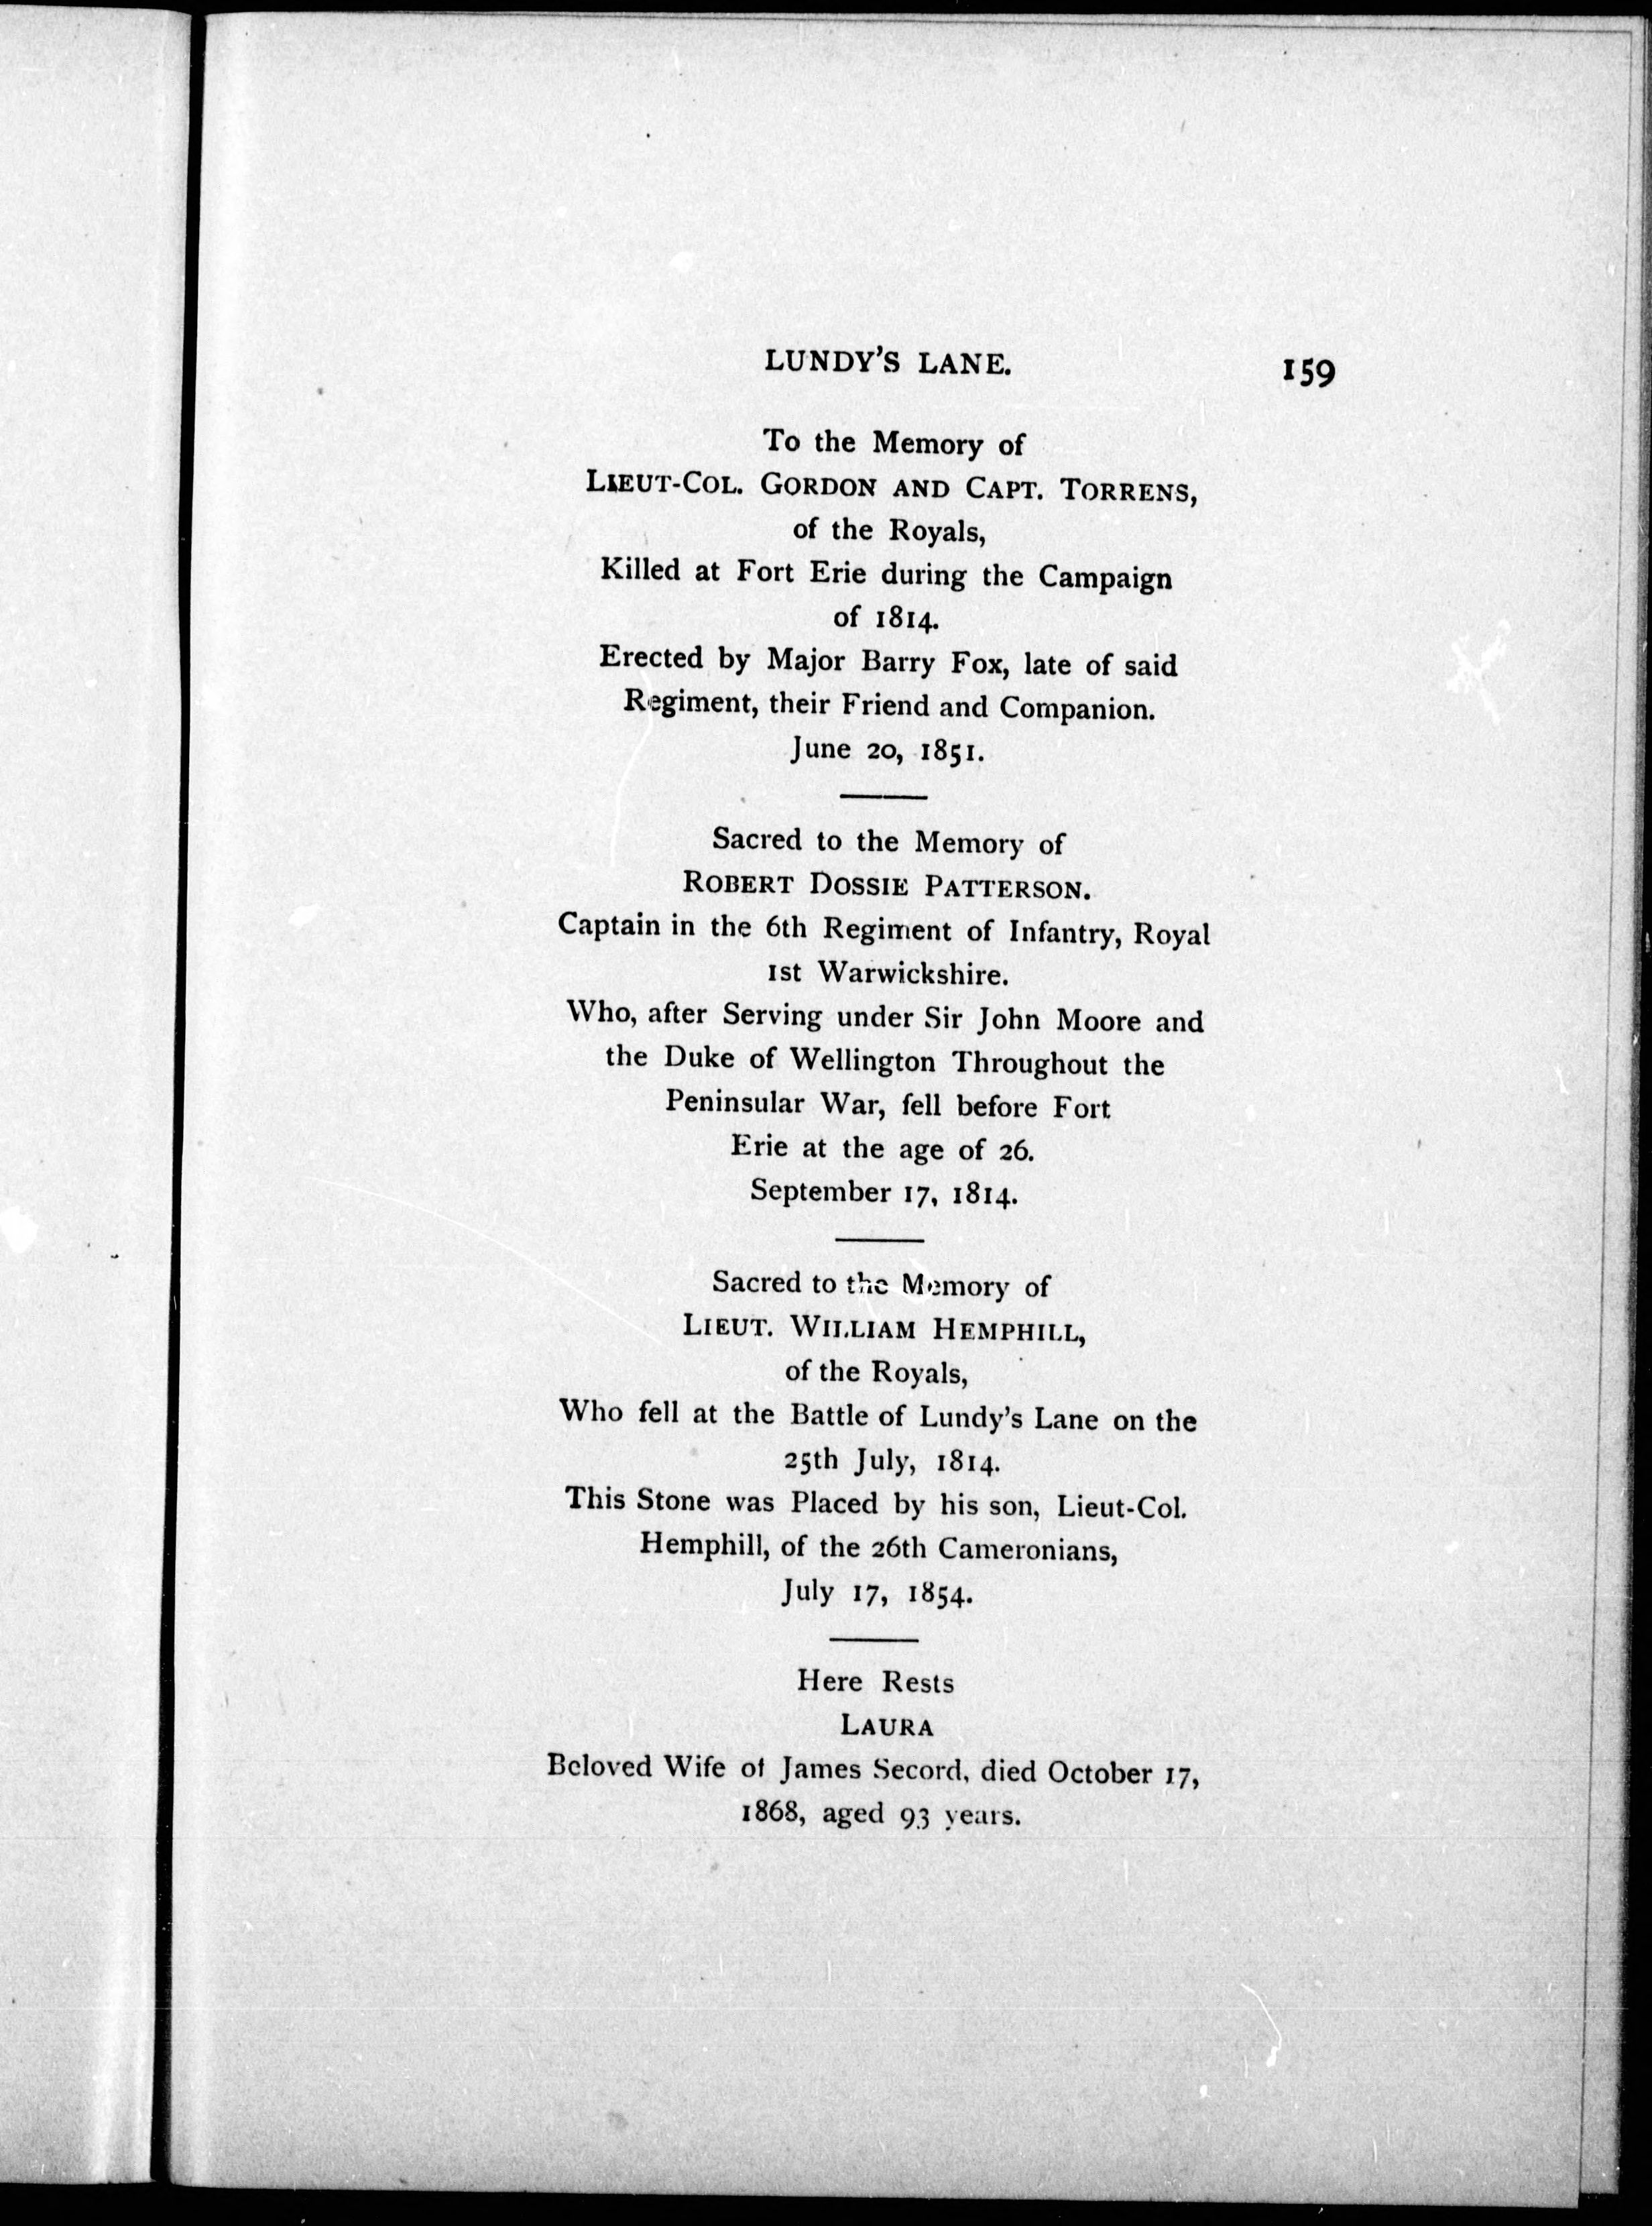 LUNDY'S LANE. 159
To the Memory of
LIEUT-COL. GORDON AND CAPT. TORRENS,
of the Royals,
Killed at Fort Erie during the Campaign
of 1814.
Erected by Major Barry Fox, late of said
Regiment, their Friend and Companion.
June 20, 1851.
Sacred to the Memory of
ROBERT DOSSIE PATTERSON.
Captain in the 6th Regiment of Infantry, Royal
1st Warwickshire.
Who, after Serving under Sir John Moore and
the Duke of Wellington Throughout the
Peninsular War, fell before Fort
Erie at the age of 26.
September 17, 1814.
Sacred to the Memory of
LIEUT. WILLIAM HEMPHILL,
of the Royals,
Who fell at the Battle of Lundy's Lane on the
25th July, 1814.
This Stone was Placed by his son, Lieut-Col.
Hemphill, of the 26th Cameronians,
July 17, 1854.
Here Rests
LAURA
Beloved Wife of James Secord, died October 17,
1868, aged 93 years.